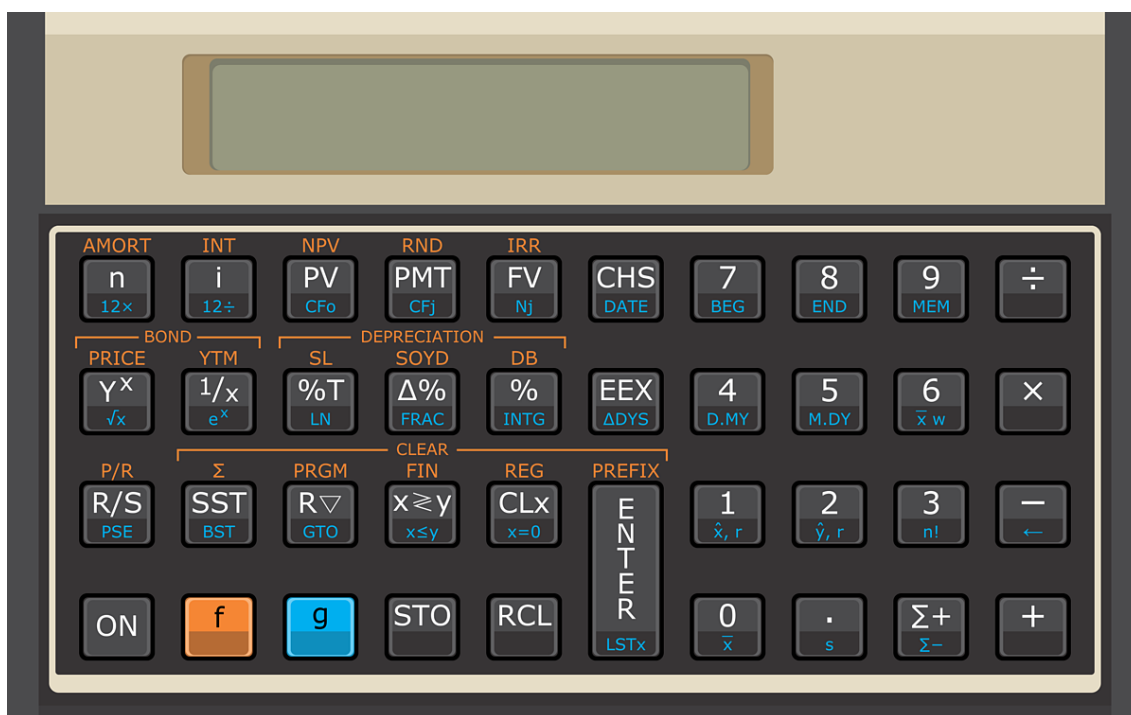 AMORT INT NPV RND IRR
n i PV PMT FV CHS 7 8 9 ÷
12× 12÷ CFo CFj Nj DATE BEG END MEM
BOND DEPRECIATION
PRICE YTM SL SOYD DB
Yˣ 1/x %T Δ% % EEX 4 5 6 ×
√x eˣ LN FRAC INTG ΔDYS D.MY M.DY x̅ w
CLEAR
P/R Σ PRGM FIN REG PREFIX
R/S SST R▽ x≷y CLx ENTER 1 2 3 −
PSE BST GTO x≤y x=0 x̂, r ŷ, r n! ←
ON f g STO RCL 0 . Σ+ +
LSTx x̅ s Σ−